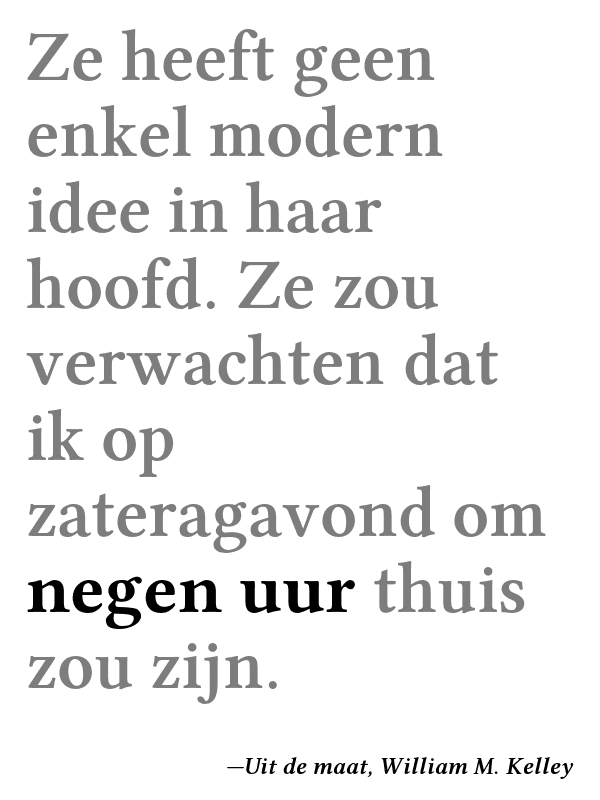 Ze heeft geen
enkel modern
idee in haar
hoofd. Ze zou
verwachten dat
ik op
zateragavond om
negen uur thuis
zou zijn.
—Uit de maat, William M. Kelley